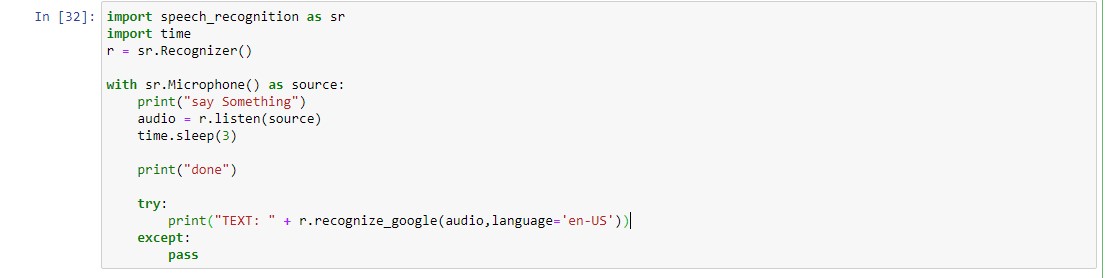 In [32]: import speech_recognition as sr
import time
r = sr.Recognizer()
with sr.Microphone() as source:
print("say Something")
audio = r.listen(source)
time.sleep(3)
print("done")
try:
print("TEXT: " + r.recognize_google(audio,language='en-US'))
except:
pass